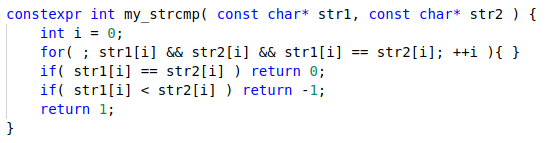 constexpr int my_strcmp( const char* str1, const char* str2 ) {
    int i = 0;
    for( ; str1[i] && str2[i] && str1[i] == str2[i]; ++i ){ }
    if( str1[i] == str2[i] ) return 0;
    if( str1[i] < str2[i] ) return -1;
    return 1;
}